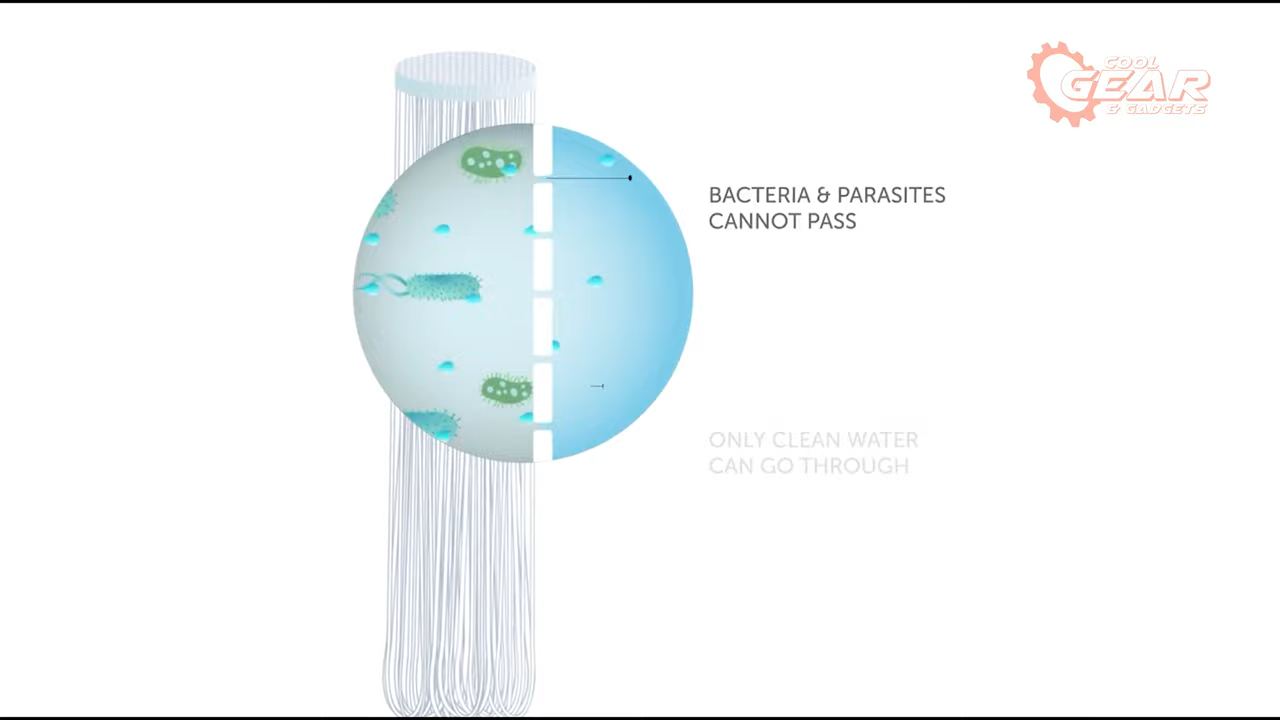 COOL
GEAR
& GADGETS
BACTERIA & PARASITES
CANNOT PASS
ONLY CLEAN WATER
CAN GO THROUGH